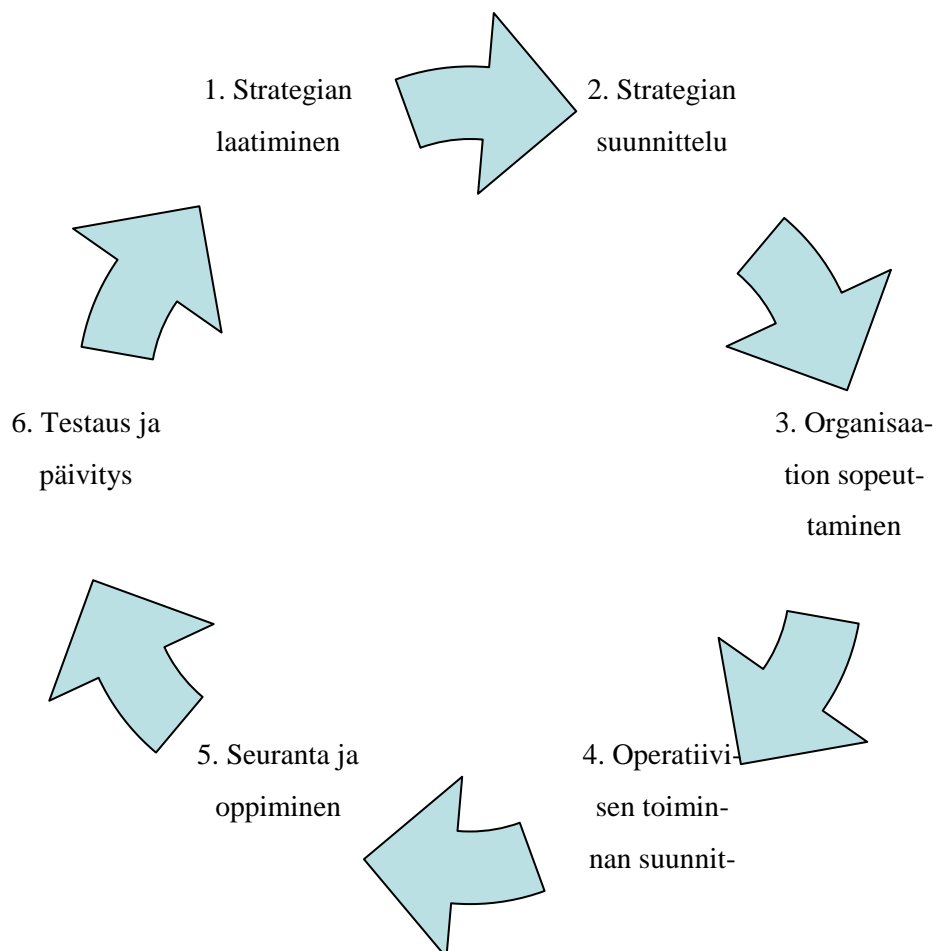 1. Strategian
laatiminen
2. Strategian
suunnittelu
3. Organisaa-
tion sopeut-
taminen
4. Operatiivi-
sen toimin-
nan suunnit-
5. Seuranta ja
oppiminen
6. Testaus ja
päivitys